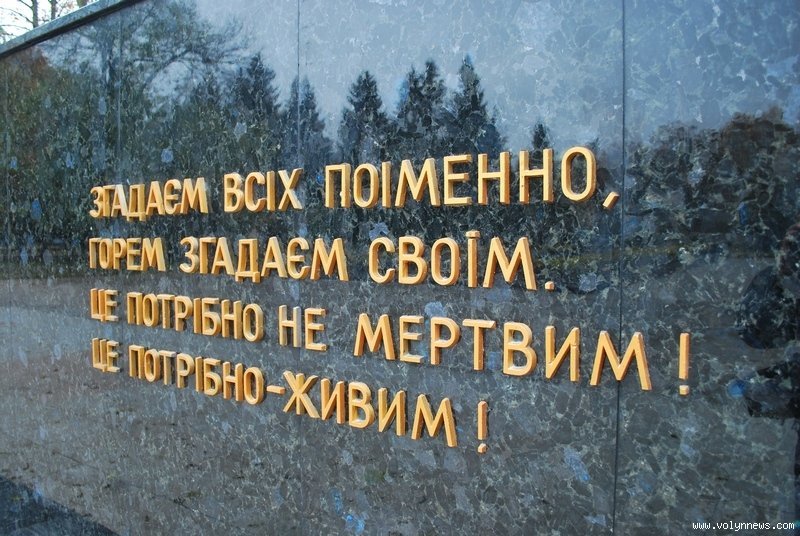 ЗГАДАЄМ ВСІХ ПОІМЕННО,
ГОРЕМ ЗГАДАЄМ СВОЇМ.
ЦЕ ПОТРІБНО НЕ МЕРТВИМ!
ЦЕ ПОТРІБНО-ЖИВИМ!
www.volynnews.com